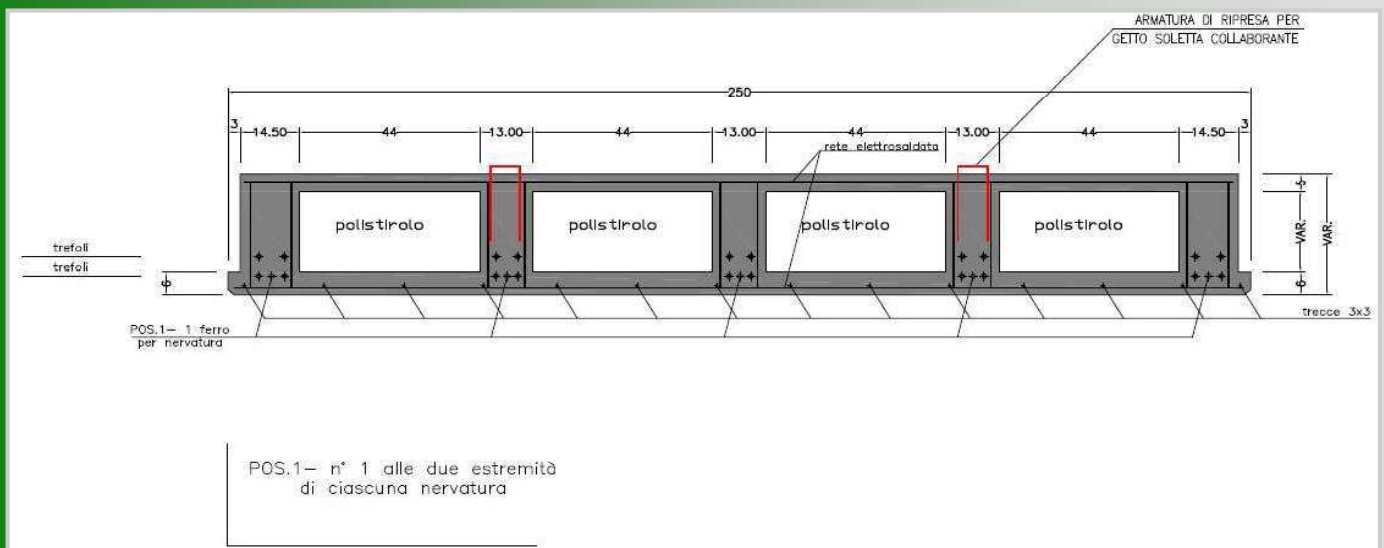 ARMATURA DI RIPRESA PER
GETTO SOLETTA COLLABORANTE
250
3 14.50 44 13.00 44 13.00 44 13.00 44 14.50 3
rete elettrosaldata
5
polistirolo polistirolo polistirolo polistirolo
VAR. VAR.
trefoli
trefoli
6 6
trecce 3x3
POS.1– 1 ferro
per nervatura
POS.1– n° 1 alle due estremità
di ciascuna nervatura